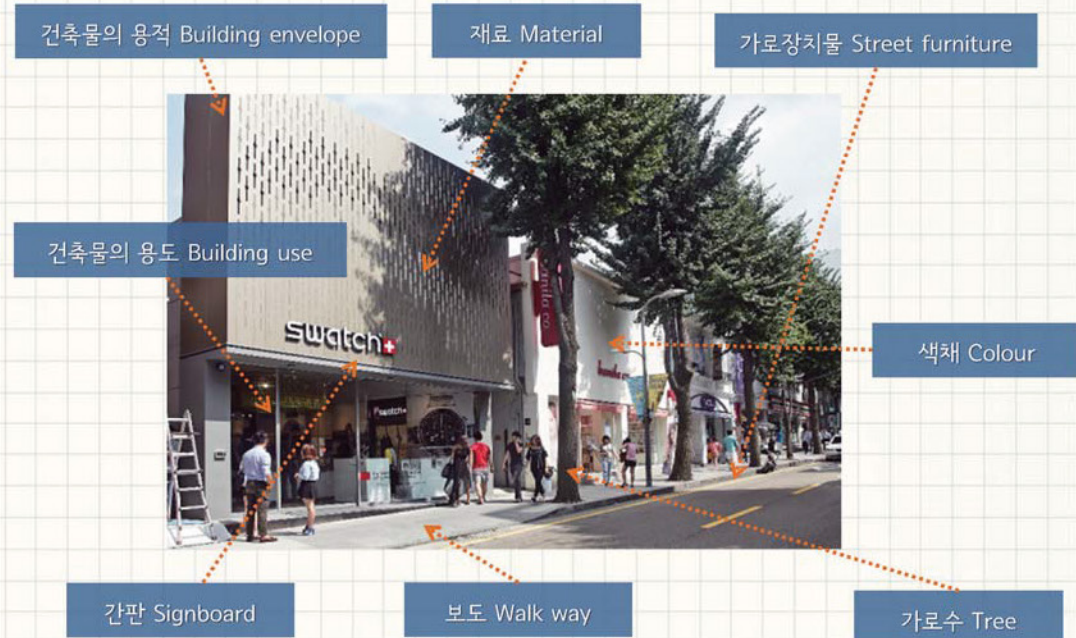 건축물의 용적 Building envelope
재료 Material
가로장치물 Street furniture
건축물의 용도 Building use
swatch
swatch
색채 Colour
간판 Signboard
보도 Walk way
가로수 Tree